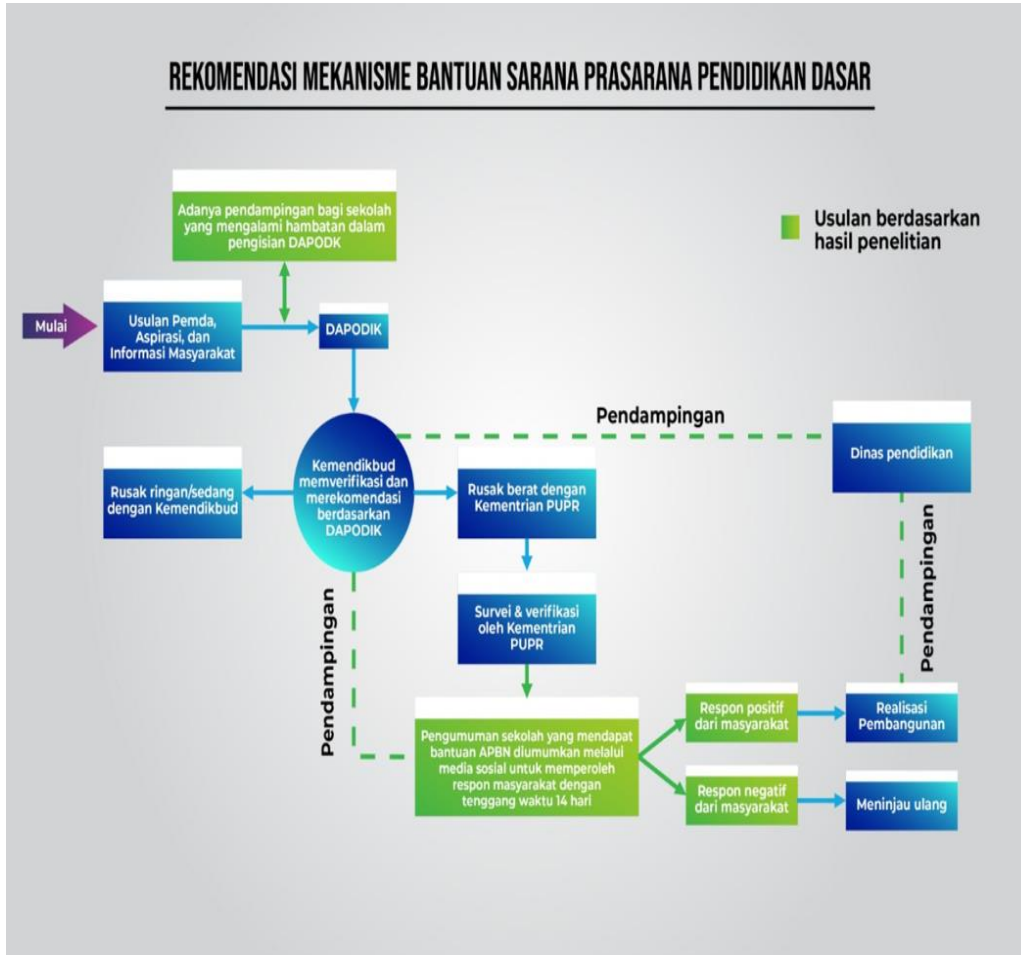 REKOMENDASI MEKANISME BANTUAN SARANA PRASARANA PENDIDIKAN DASAR
Adanya pendampingan bagi sekolah
yang mengalami hambatan dalam
pengisian DAPODK
Usulan berdasarkan
hasil penelitian
Mulai
Usulan Pemda,
Aspirasi, dan
Informasi Masyarakat
DAPODIK
Pendampingan
Dinas pendidikan
Rusak ringan/sedang
dengan Kemendikbud
Kemendikbud
memverifikasi dan
merekomendasi
berdasarkan
DAPODIK
Rusak berat dengan
Kementrian PUPR
Pendampingan
Survei & verifikasi
oleh Kementrian
PUPR
Pendampingan
Pengumuman sekolah yang mendapat
bantuan APBN diumumkan melalui
media sosial untuk memperoleh
respon masyarakat dengan
tenggang waktu 14 hari
Respon positif
dari masyarakat
Realisasi
Pembangunan
Respon negatif
dari masyarakat
Meninjau ulang